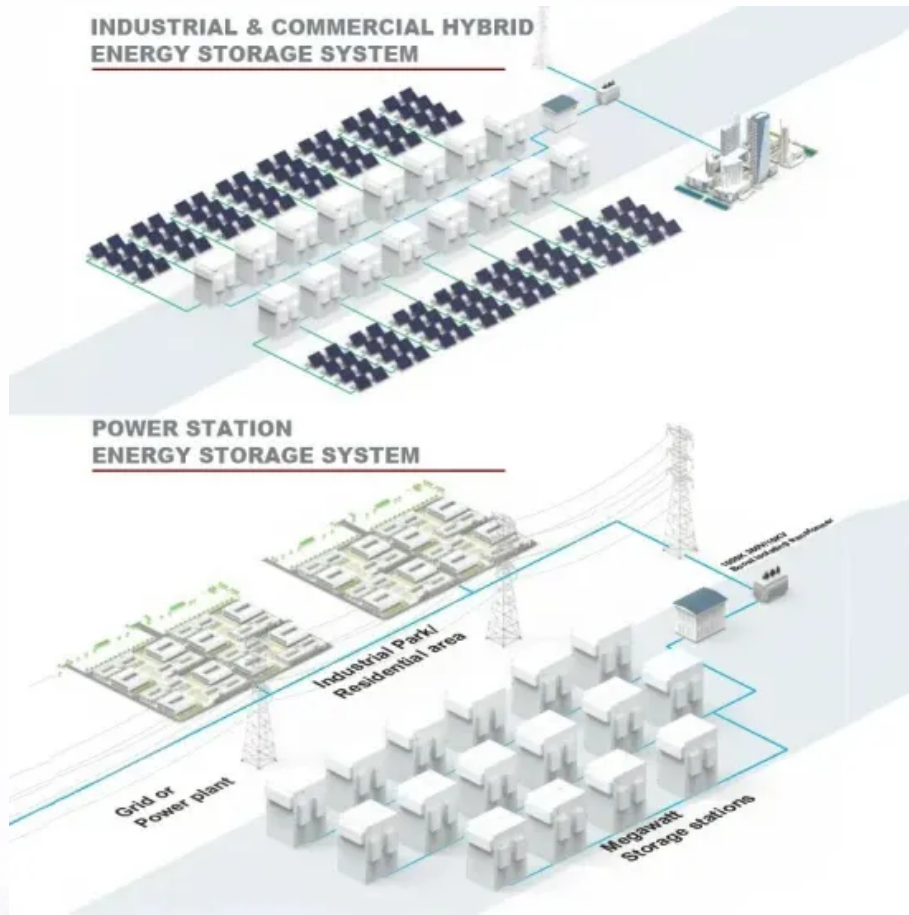 INDUSTRIAL & COMMERCIAL HYBRID
ENERGY STORAGE SYSTEM
POWER STATION
ENERGY STORAGE SYSTEM
Industrial Park/
Residential area
Grid or
Power plant
Megawatt
Storage stations